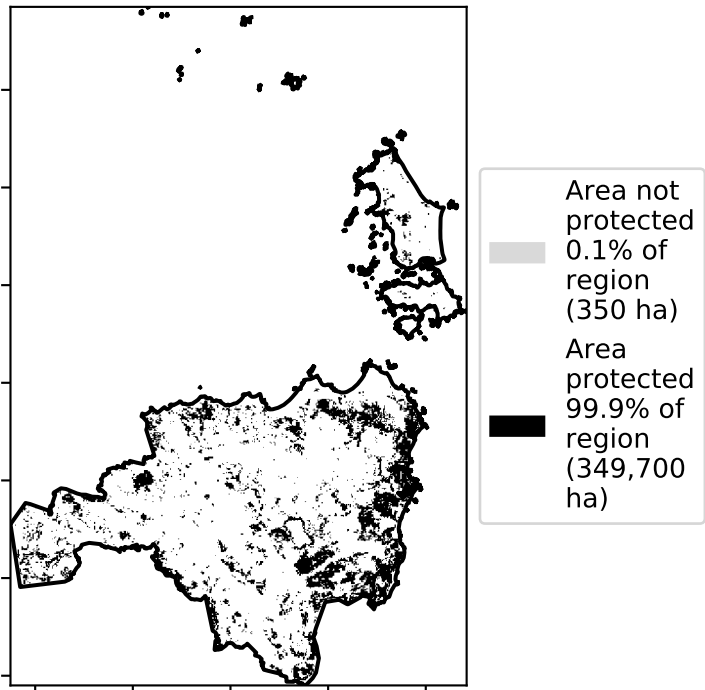 Area not
protected
0.1% of
region
(350 ha)
Area
protected
99.9% of
region
(349,700
ha)